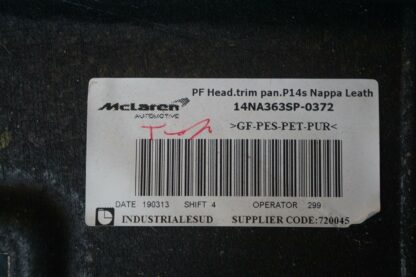 PF Head.trim pan.P14s Nappa Leath
McLaren
AUTOMOTIVE
14NA363SP-0372
>GF-PES-PET-PUR<
DATE 190313 SHIFT 4 OPERATOR 299
INDUSTRIALESUD SUPPLIER CODE:720045